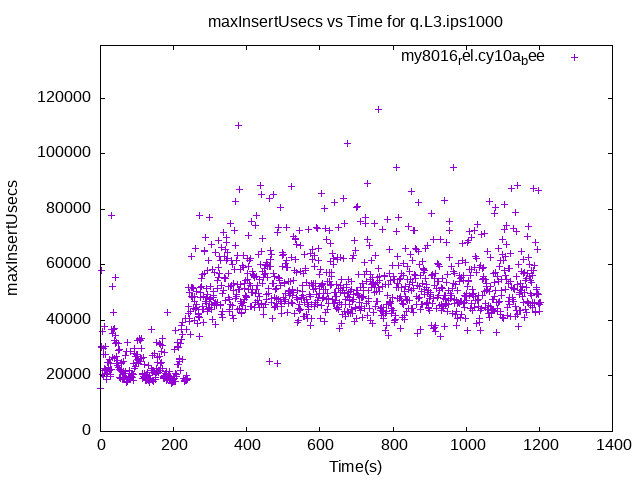 maxInsertUsecs vs Time for q.L3.ips1000
my8016rel.cy10abee
120000
100000
80000
60000
40000
20000
0
maxInsertUsecs
0 200 400 600 800 1000 1200 1400
Time(s)